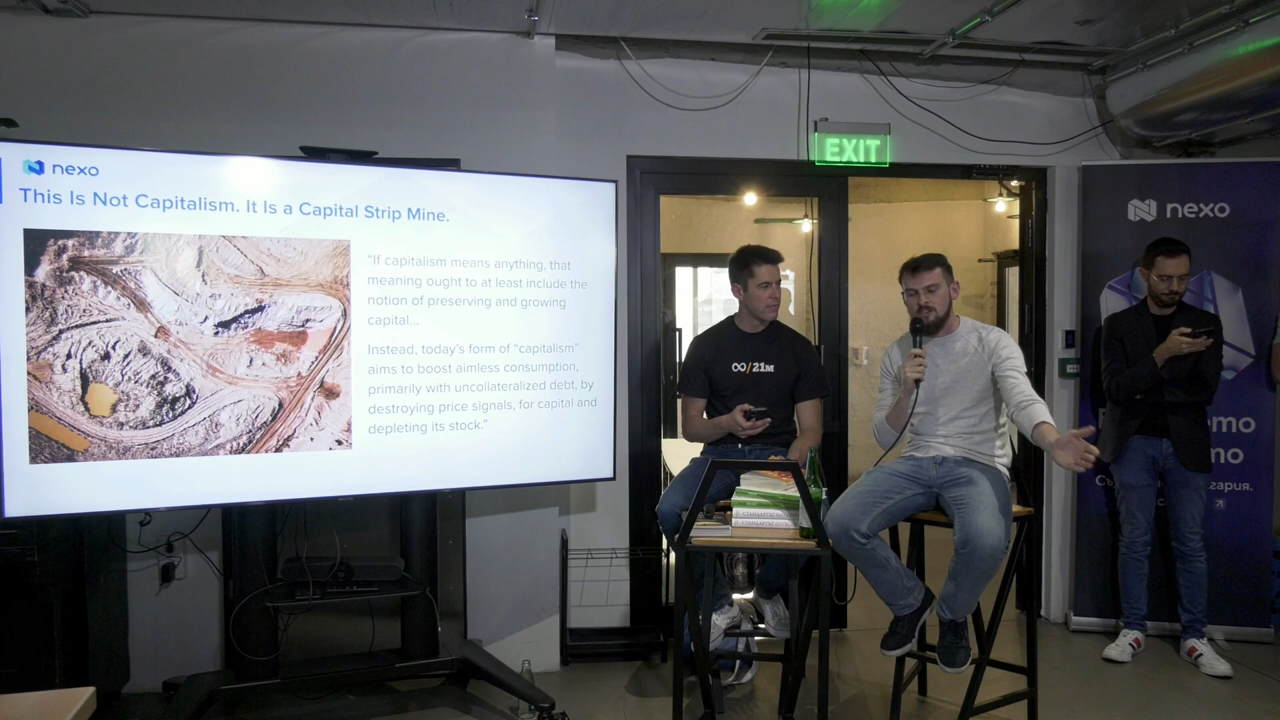 nexo
This Is Not Capitalism. It Is a Capital Strip Mine.
"If capitalism means anything, that
meaning ought to at least include the
notion of preserving and growing
capital...
Instead, today's form of "capitalism"
aims to boost aimless consumption,
primarily with uncollateralized debt, by
destroying price signals, for capital and
depleting its stock."
EXIT
∞/21M
nexo